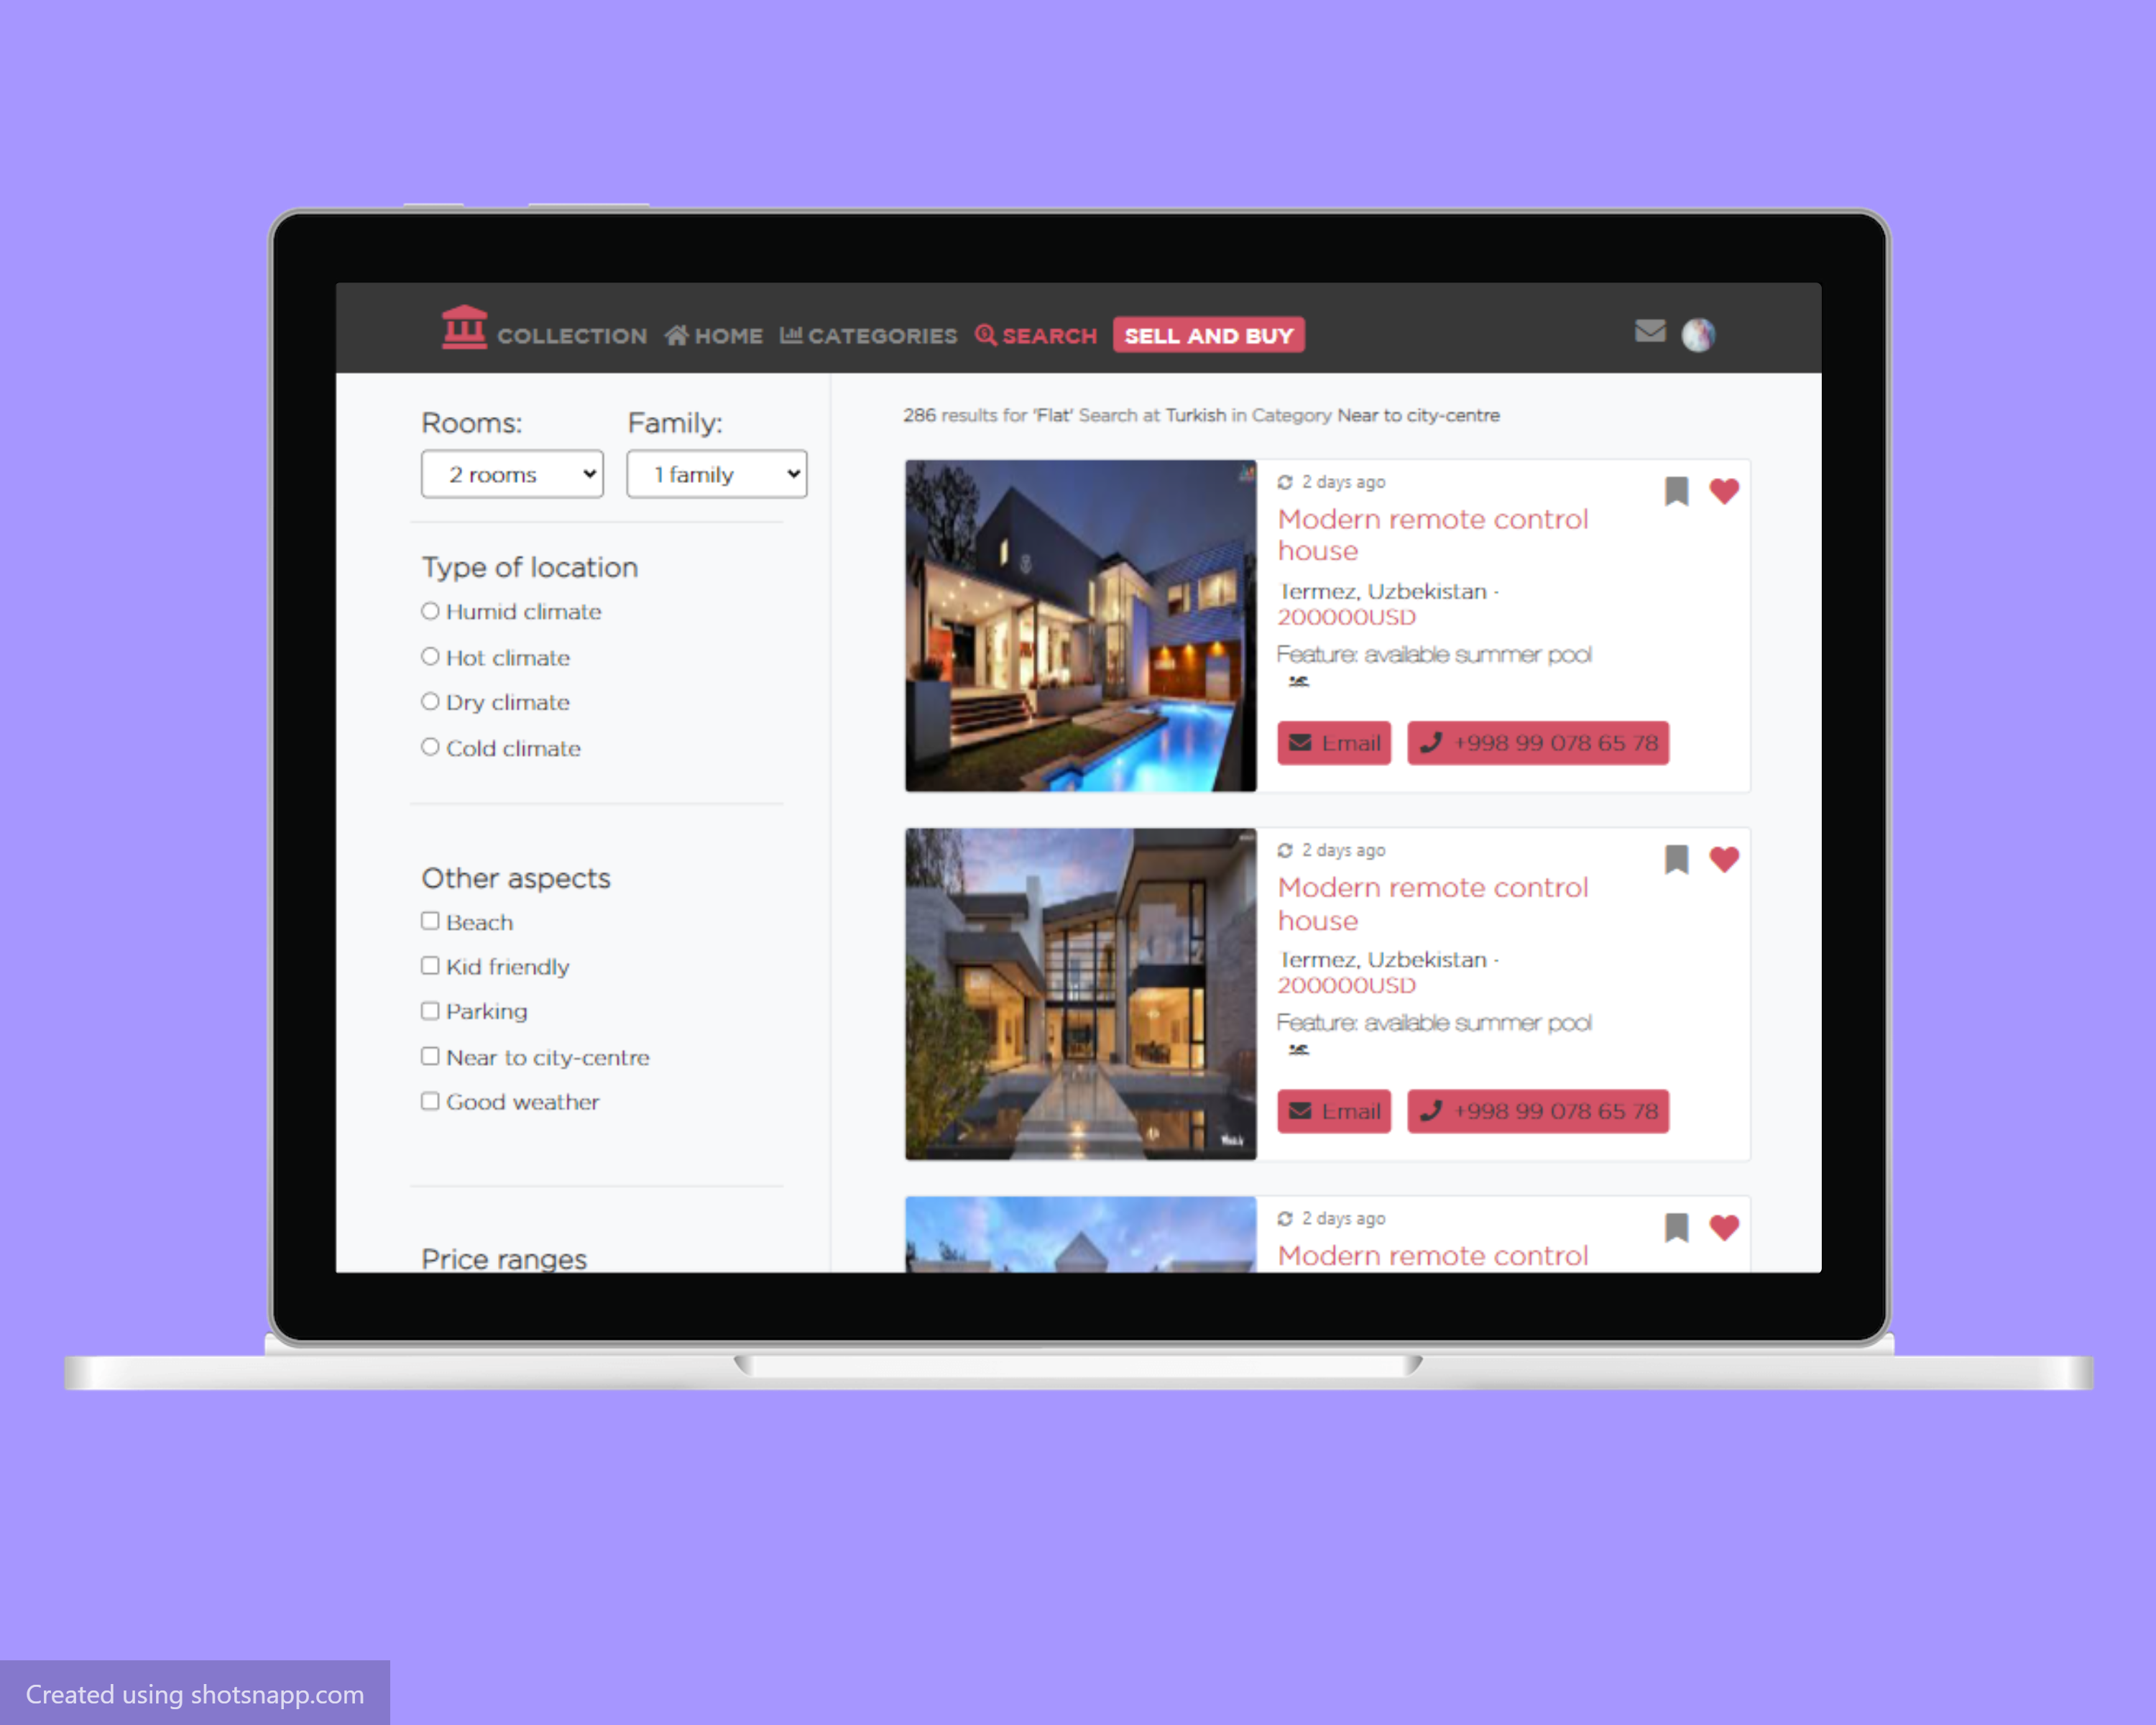 COLLECTION HOME CATEGORIES SEARCH SELL AND BUY
Rooms: Family:
2 rooms 1 family
Type of location
Humid climate
Hot climate
Dry climate
Cold climate
Other aspects
Beach
Kid friendly
Parking
Near to city-centre
Good weather
Price ranges
286 results for 'Flat' Search at Turkish in Category Near to city-centre
2 days ago
Modern remote control
house
Termez, Uzbekistan -
200000USD
Feature: available summer pool
Email +998 99 078 65 78
2 days ago
Modern remote control
house
Termez, Uzbekistan -
200000USD
Feature: available summer pool
Email +998 99 078 65 78
2 days ago
Modern remote control
Created using shotsnapp.com